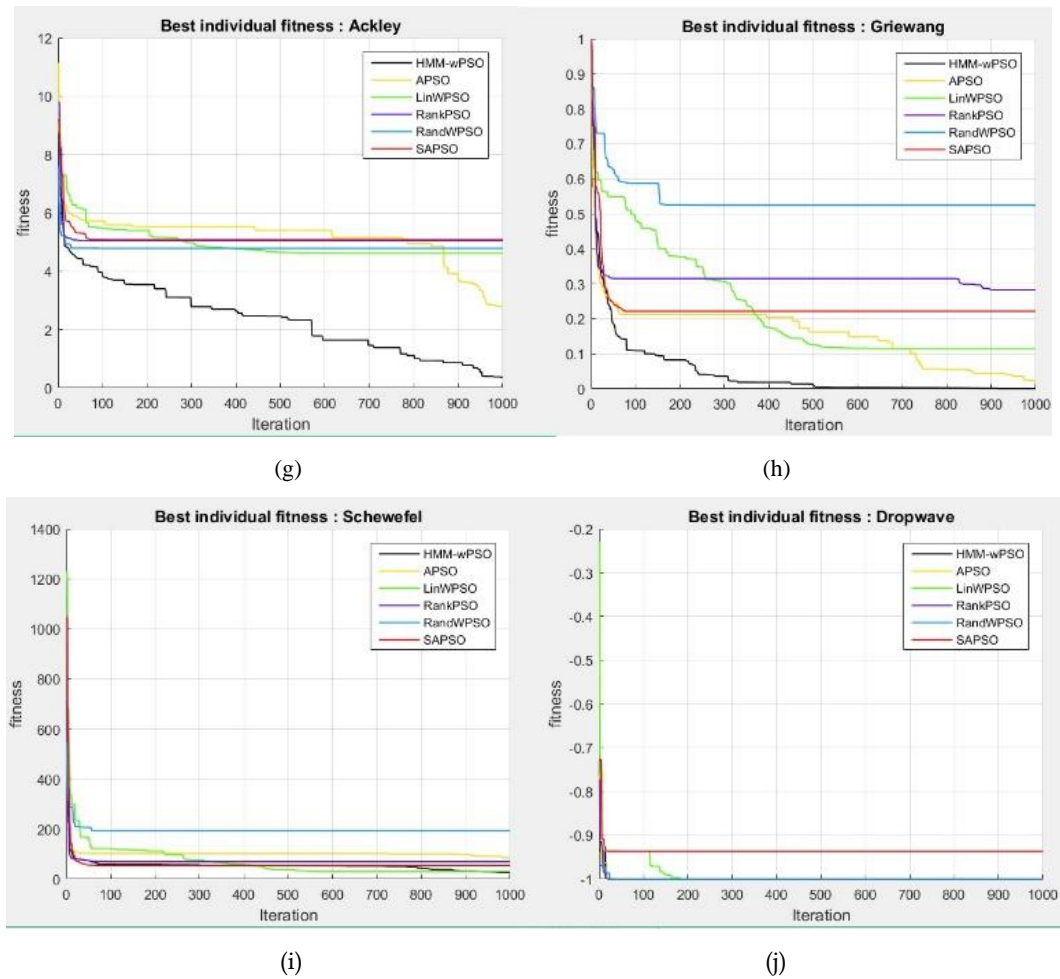 Best individual fitness : Ackley
12
10
8
6
4
2
0
fitness
HMM-wPSO
APSO
LinWPSO
RankPSO
RandWPSO
SAPSO
0 100 200 300 400 500 600 700 800 900 1000
Iteration
(g)
Best individual fitness : Griewang
1
0.9
0.8
0.7
0.6
0.5
0.4
0.3
0.2
0.1
0
fitness
HMM-wPSO
APSO
LinWPSO
RankPSO
RandWPSO
SAPSO
0 100 200 300 400 500 600 700 800 900 1000
Iteration
(h)
Best individual fitness : Schewefel
1400
1200
1000
800
600
400
200
0
fitness
HMM-wPSO
APSO
LinWPSO
RankPSO
RandWPSO
SAPSO
0 100 200 300 400 500 600 700 800 900 1000
Iteration
(i)
Best individual fitness : Dropwave
-0.2
-0.3
-0.4
-0.5
-0.6
-0.7
-0.8
-0.9
-1
fitness
HMM-wPSO
APSO
LinWPSO
RankPSO
RandWPSO
SAPSO
0 100 200 300 400 500 600 700 800 900 1000
Iteration
(j)